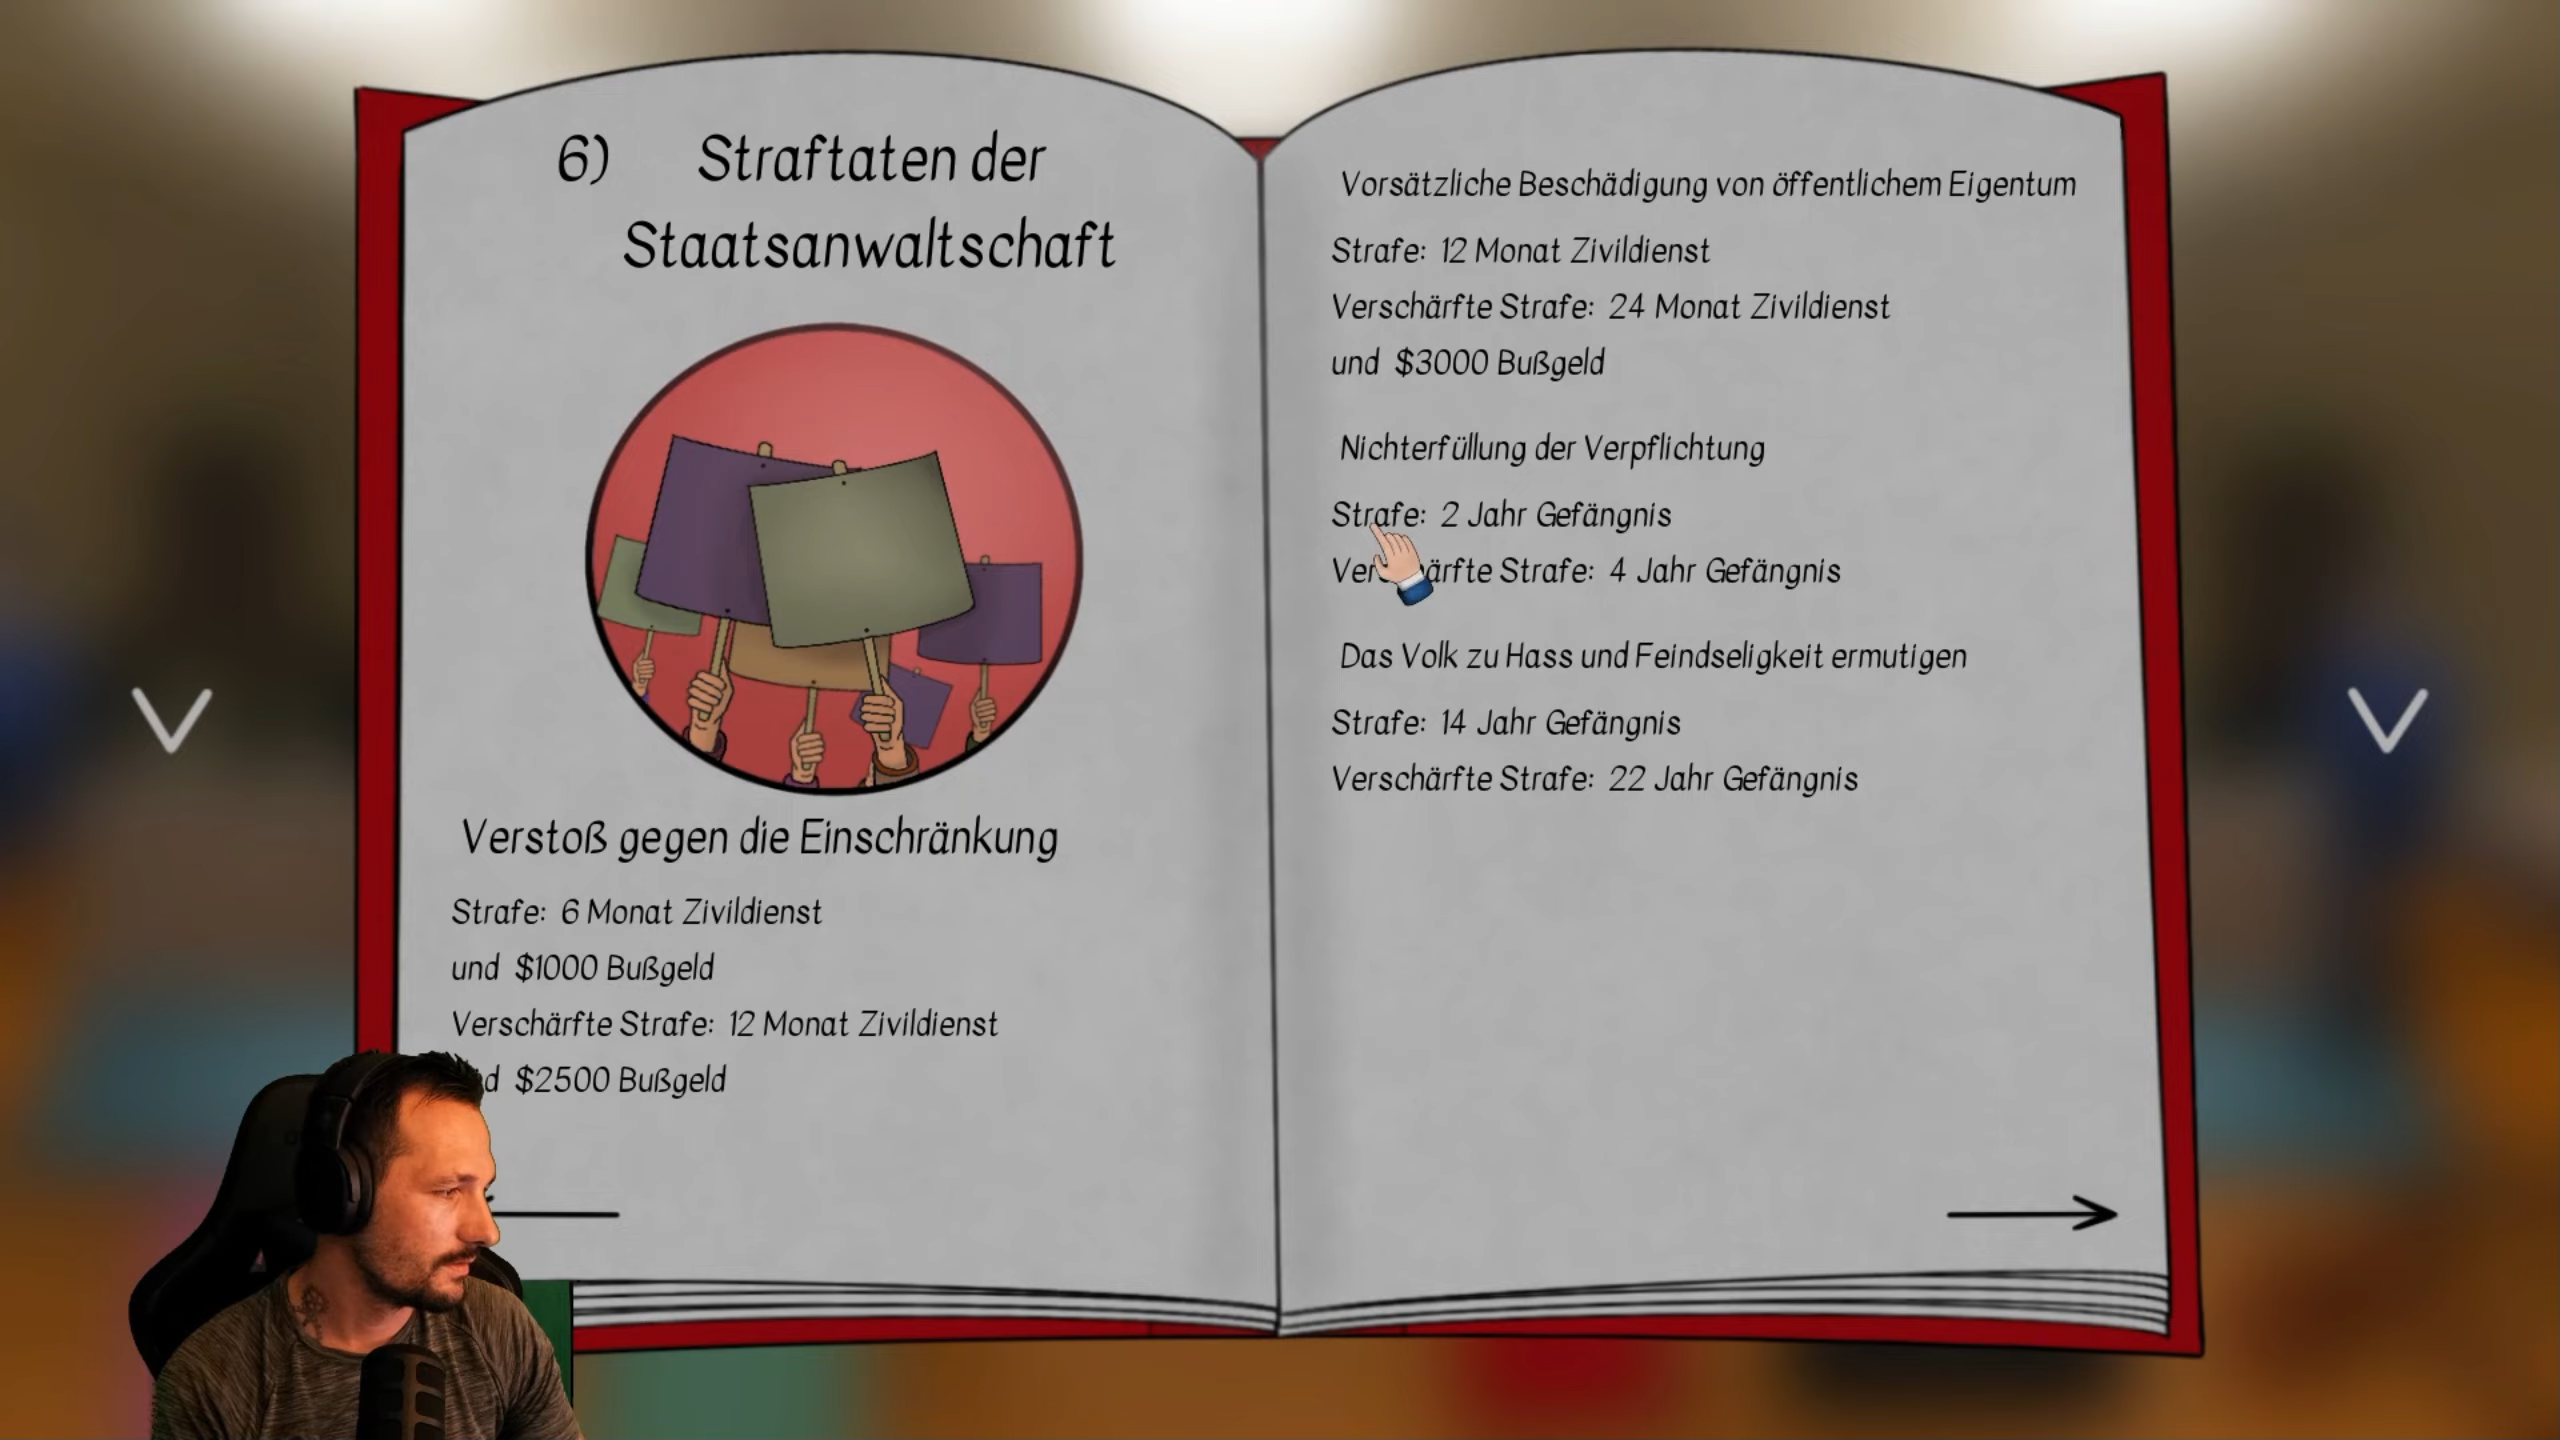 6) Straftaten der
Staatsanwaltschaft
Verstoß gegen die Einschränkung
Strafe: 6 Monat Zivildienst
und $1000 Bußgeld
Verschärfte Strafe: 12 Monat Zivildienst
$2500 Bußgeld
Vorsätzliche Beschädigung von öffentlichem Eigentum
Strafe: 12 Monat Zivildienst
Verschärfte Strafe: 24 Monat Zivildienst
und $3000 Bußgeld
Nichterfüllung der Verpflichtung
Strafe: 2 Jahr Gefängnis
Strafe: 4 Jahr Gefängnis
Das Volk zu Hass und Feindseligkeit ermutigen
Strafe: 14 Jahr Gefängnis
Verschärfte Strafe: 22 Jahr Gefängnis